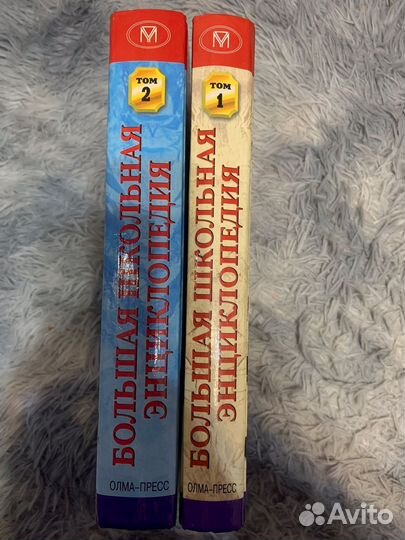 ТОМ
2
БОЛЬШАЯ ШКОЛЬНАЯ
ЭНЦИКЛОПЕДИЯ
ОЛМА-ПРЕСС
ТОМ
1
БОЛЬШАЯ ШКОЛЬНАЯ
ЭНЦИКЛОПЕДИЯ
ОЛМА-ПРЕСС
Avito